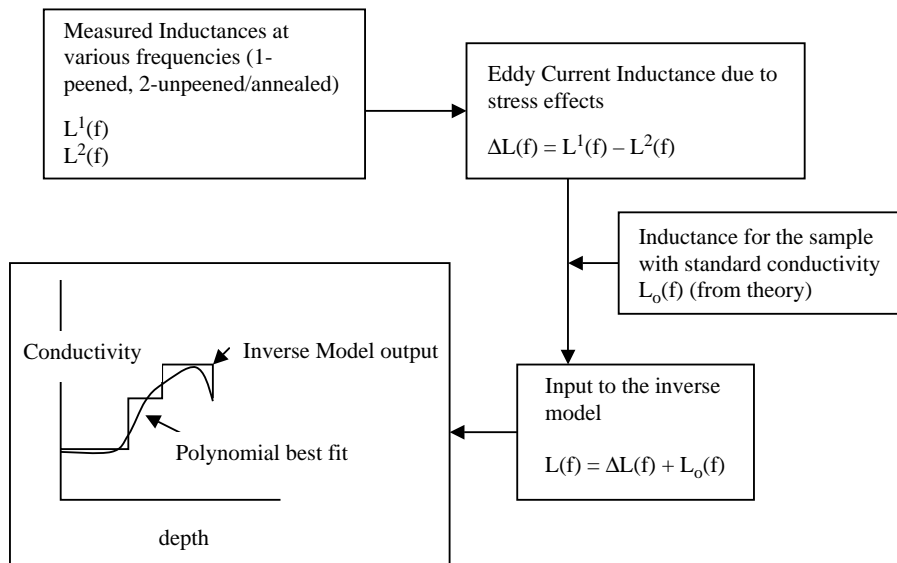 Measured Inductances at
various frequencies (1-
peened, 2-unpeened/annealed)
L¹(f)
L²(f)
Eddy Current Inductance due to
stress effects
ΔL(f) = L¹(f) – L²(f)
Inductance for the sample
with standard conductivity
Lₒ(f) (from theory)
Input to the inverse
model
L(f) = ΔL(f) + Lₒ(f)
Conductivity
Inverse Model output
Polynomial best fit
depth